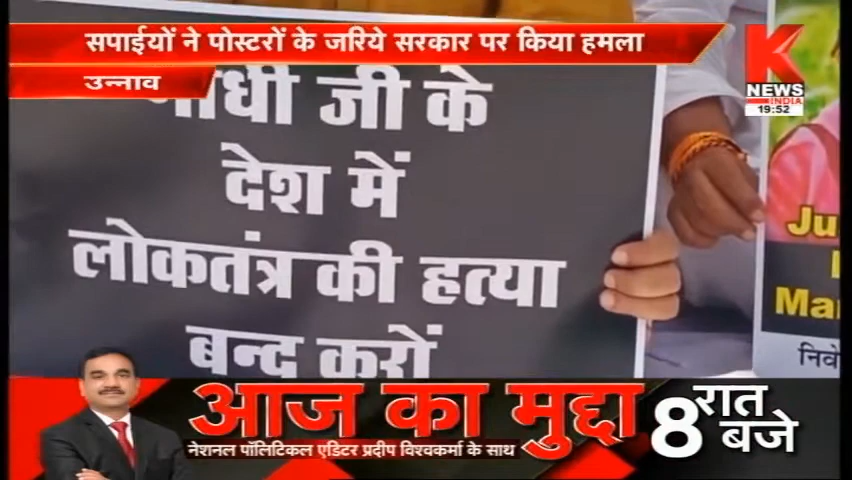 सपाईयों ने पोस्टरों के जरिये सरकार पर किया हमला
उन्नाव
K
NEWS
INDIA
19:52
गांधी जी के
देश में
लोकतंत्र की हत्या
बन्द करों
Ju
Ma
निवे
आज का मुद्दा
नेशनल पॉलिटिकल एडिटर प्रदीप विश्वकर्मा के साथ
8 रात
बजे